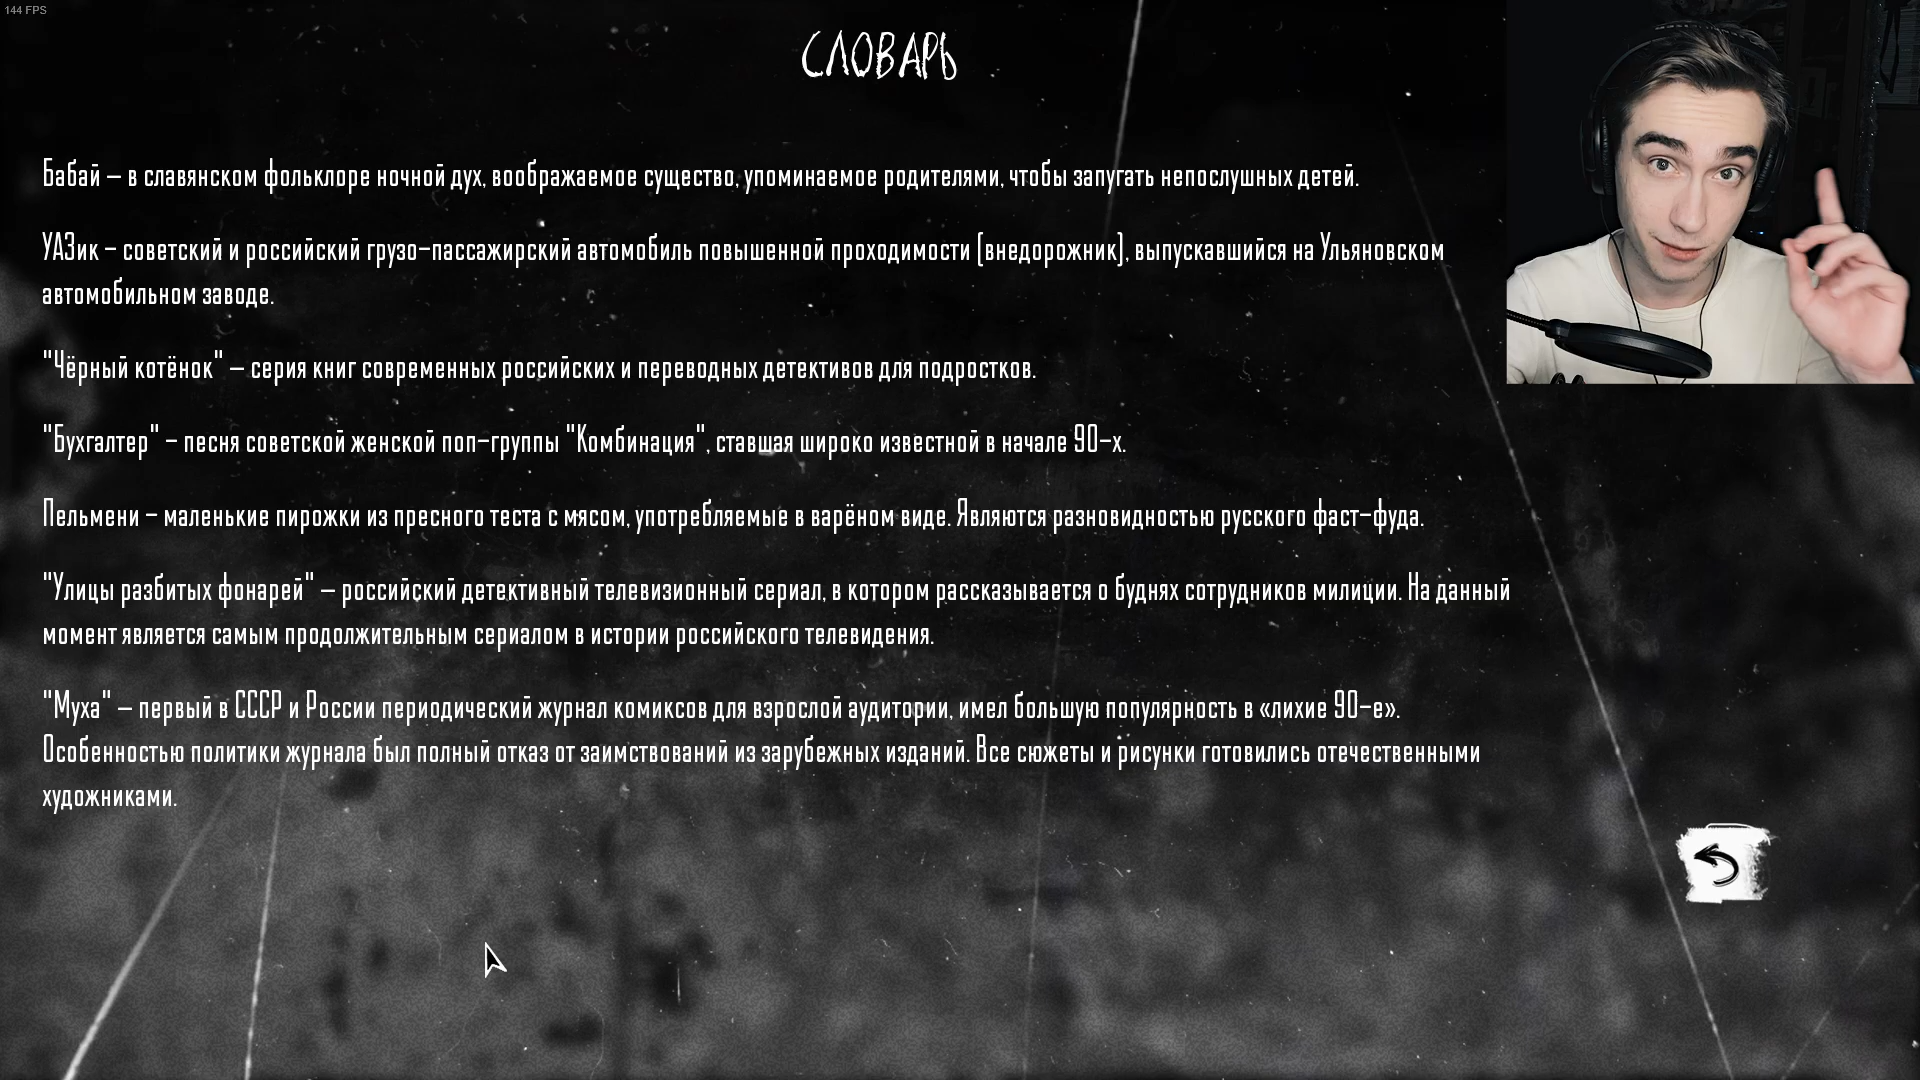 144 FPS
СЛОВАРЬ
Бабай – в славянском фольклоре ночной дух, воображаемое существо, упоминаемое родителями, чтобы запугать непослушных детей.
УАЗик – советский и российский грузо-пассажирский автомобиль повышенной проходимости (внедорожник), выпускавшийся на Ульяновском
автомобильном заводе.
"Чёрный котёнок" – серия книг современных российских и переводных детективов для подростков.
"Бухгалтер" – песня советской женской поп-группы "Комбинация", ставшая широко известной в начале 90-х.
Пельмени – маленькие пирожки из пресного теста с мясом, употребляемые в варёном виде. Являются разновидностью русского фаст-фуда.
"Улицы разбитых фонарей" – российский детективный телевизионный сериал, в котором рассказывается о буднях сотрудников милиции. На данный
момент является самым продолжительным сериалом в истории российского телевидения.
"Муха" – первый в СССР и России периодический журнал комиксов для взрослой аудитории, имел большую популярность в «лихие 90-е».
Особенностью политики журнала был полный отказ от заимствований из зарубежных изданий. Все сюжеты и рисунки готовились отечественными
художниками.